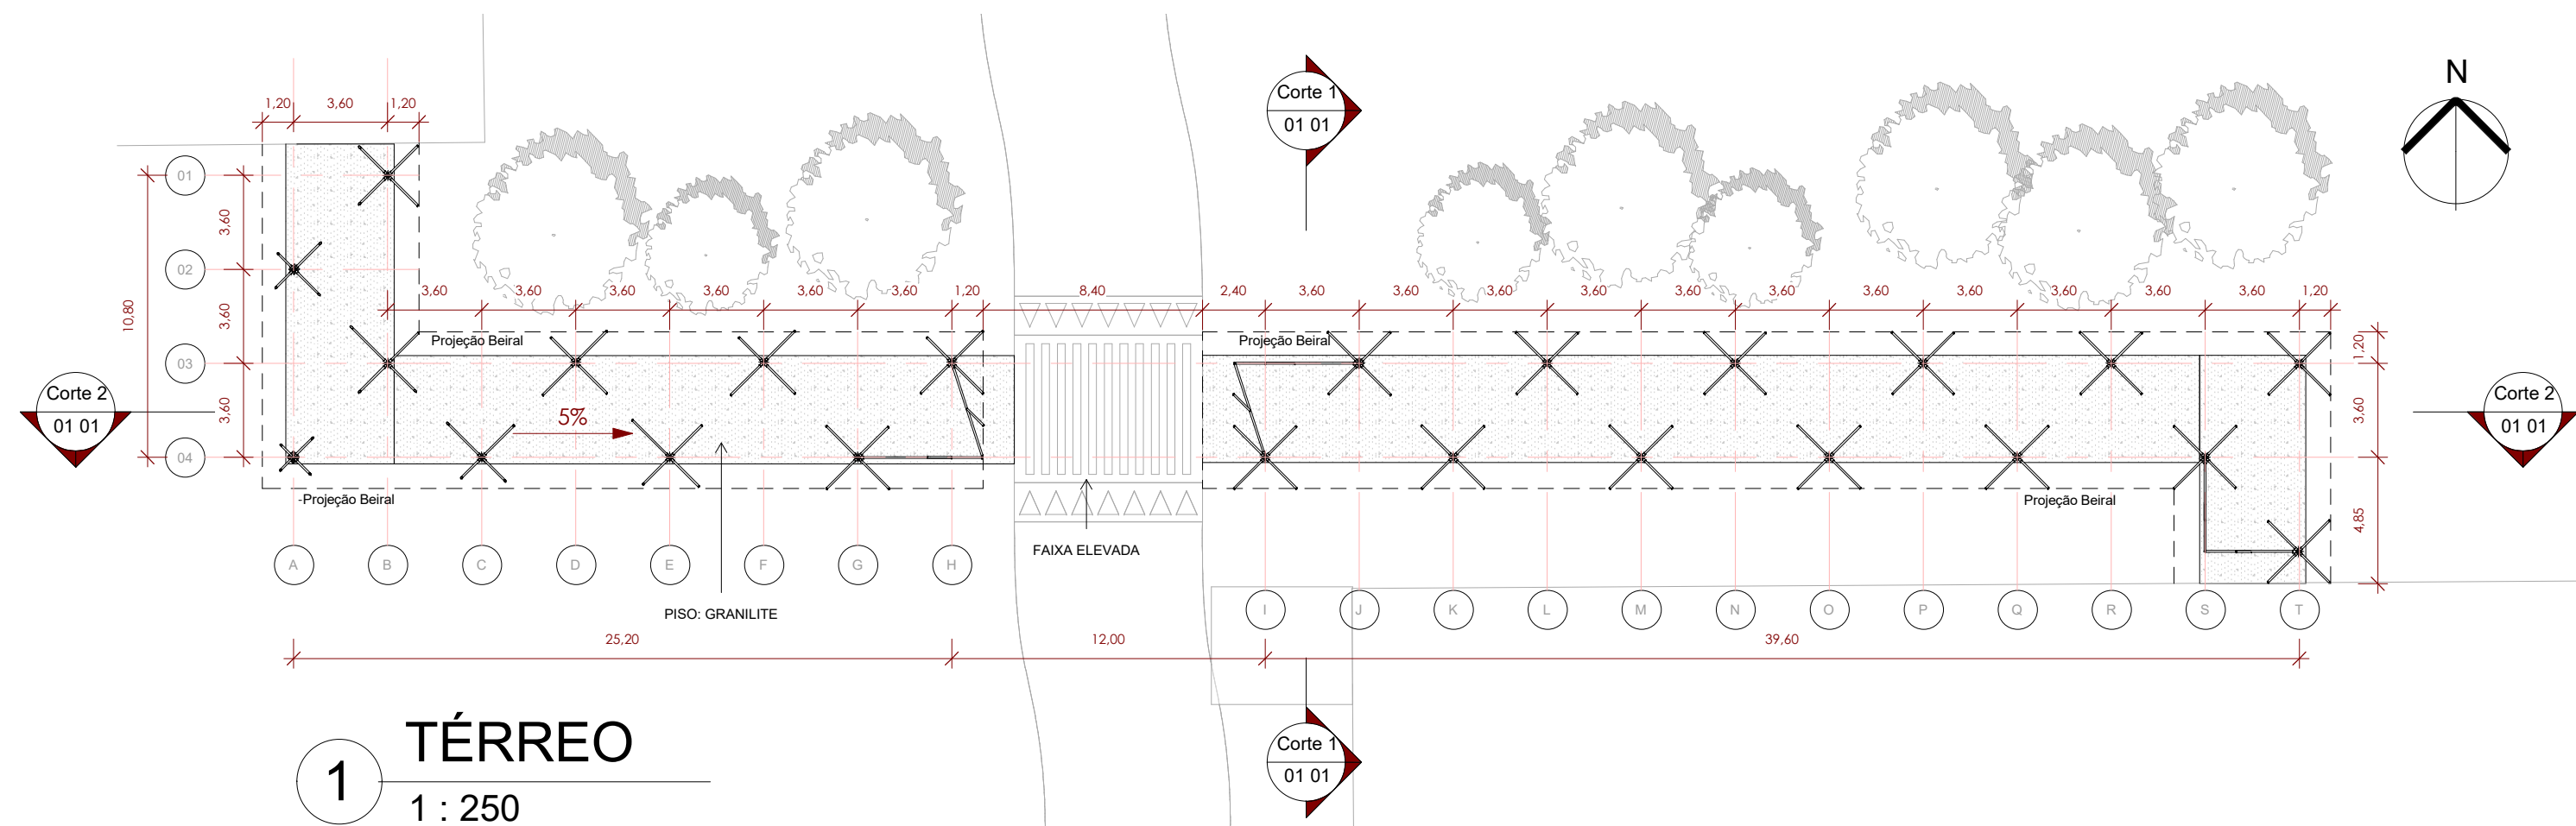 N
Corte 1
01 01
1,20
3,60
1,20
01
02
03
04
3,60
3,60
3,60
10,80
3,60
3,60
3,60
3,60
3,60
3,60
1,20
8,40
2,40
3,60
3,60
3,60
3,60
3,60
3,60
3,60
3,60
3,60
3,60
3,60
1,20
Projeção Beiral
Projeção Beiral
1,20
3,60
4,85
Corte 2
01 01
5%
Corte 2
01 01
-Projeção Beiral
Projeção Beiral
FAIXA ELEVADA
A
B
C
D
E
F
G
H
PISO: GRANILITE
I
J
K
L
M
N
O
P
Q
R
S
T
25,20
12,00
39,60
Corte 1
01 01
1
TÉRREO
1 : 250